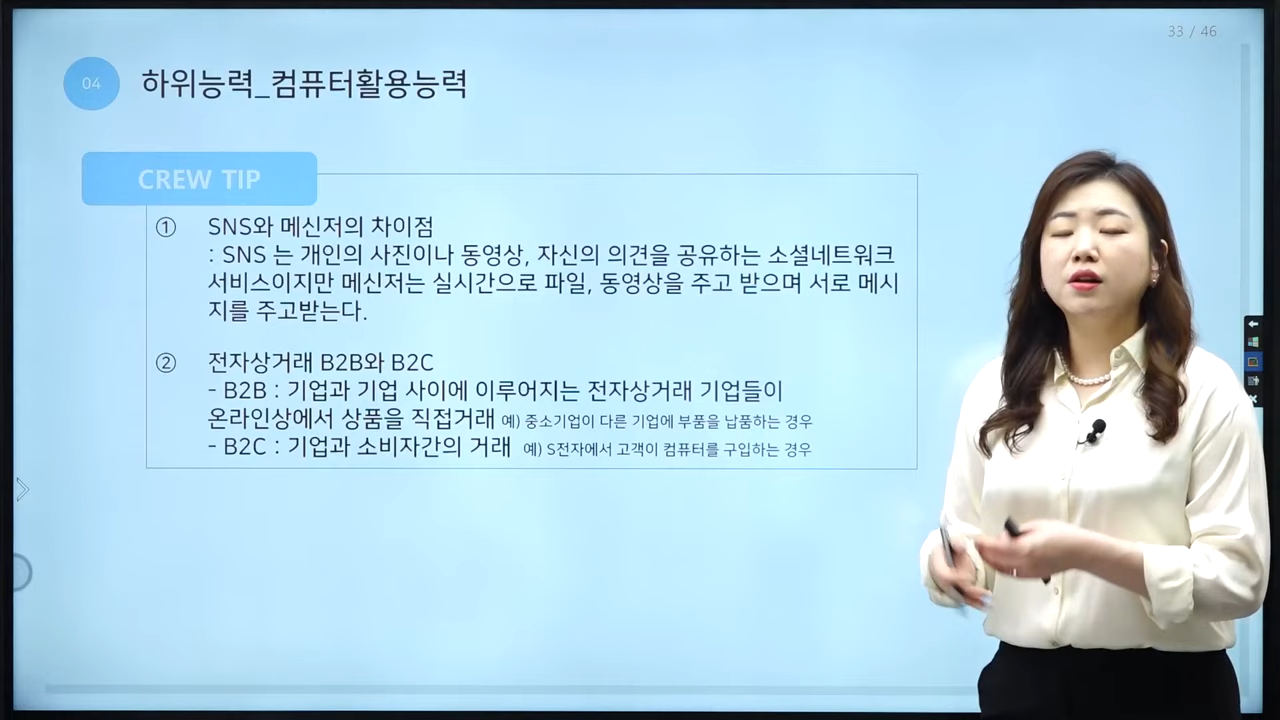 33 / 46
04
하위능력_컴퓨터활용능력
CREW TIP
① SNS와 메신저의 차이점
: SNS 는 개인의 사진이나 동영상, 자신의 의견을 공유하는 소셜네트워크
서비스이지만 메신저는 실시간으로 파일, 동영상을 주고 받으며 서로 메시
지를 주고받는다.
② 전자상거래 B2B와 B2C
- B2B : 기업과 기업 사이에 이루어지는 전자상거래 기업들이
온라인상에서 상품을 직접거래 예) 중소기업이 다른 기업에 부품을 납품하는 경우
- B2C : 기업과 소비자간의 거래 예) S전자에서 고객이 컴퓨터를 구입하는 경우